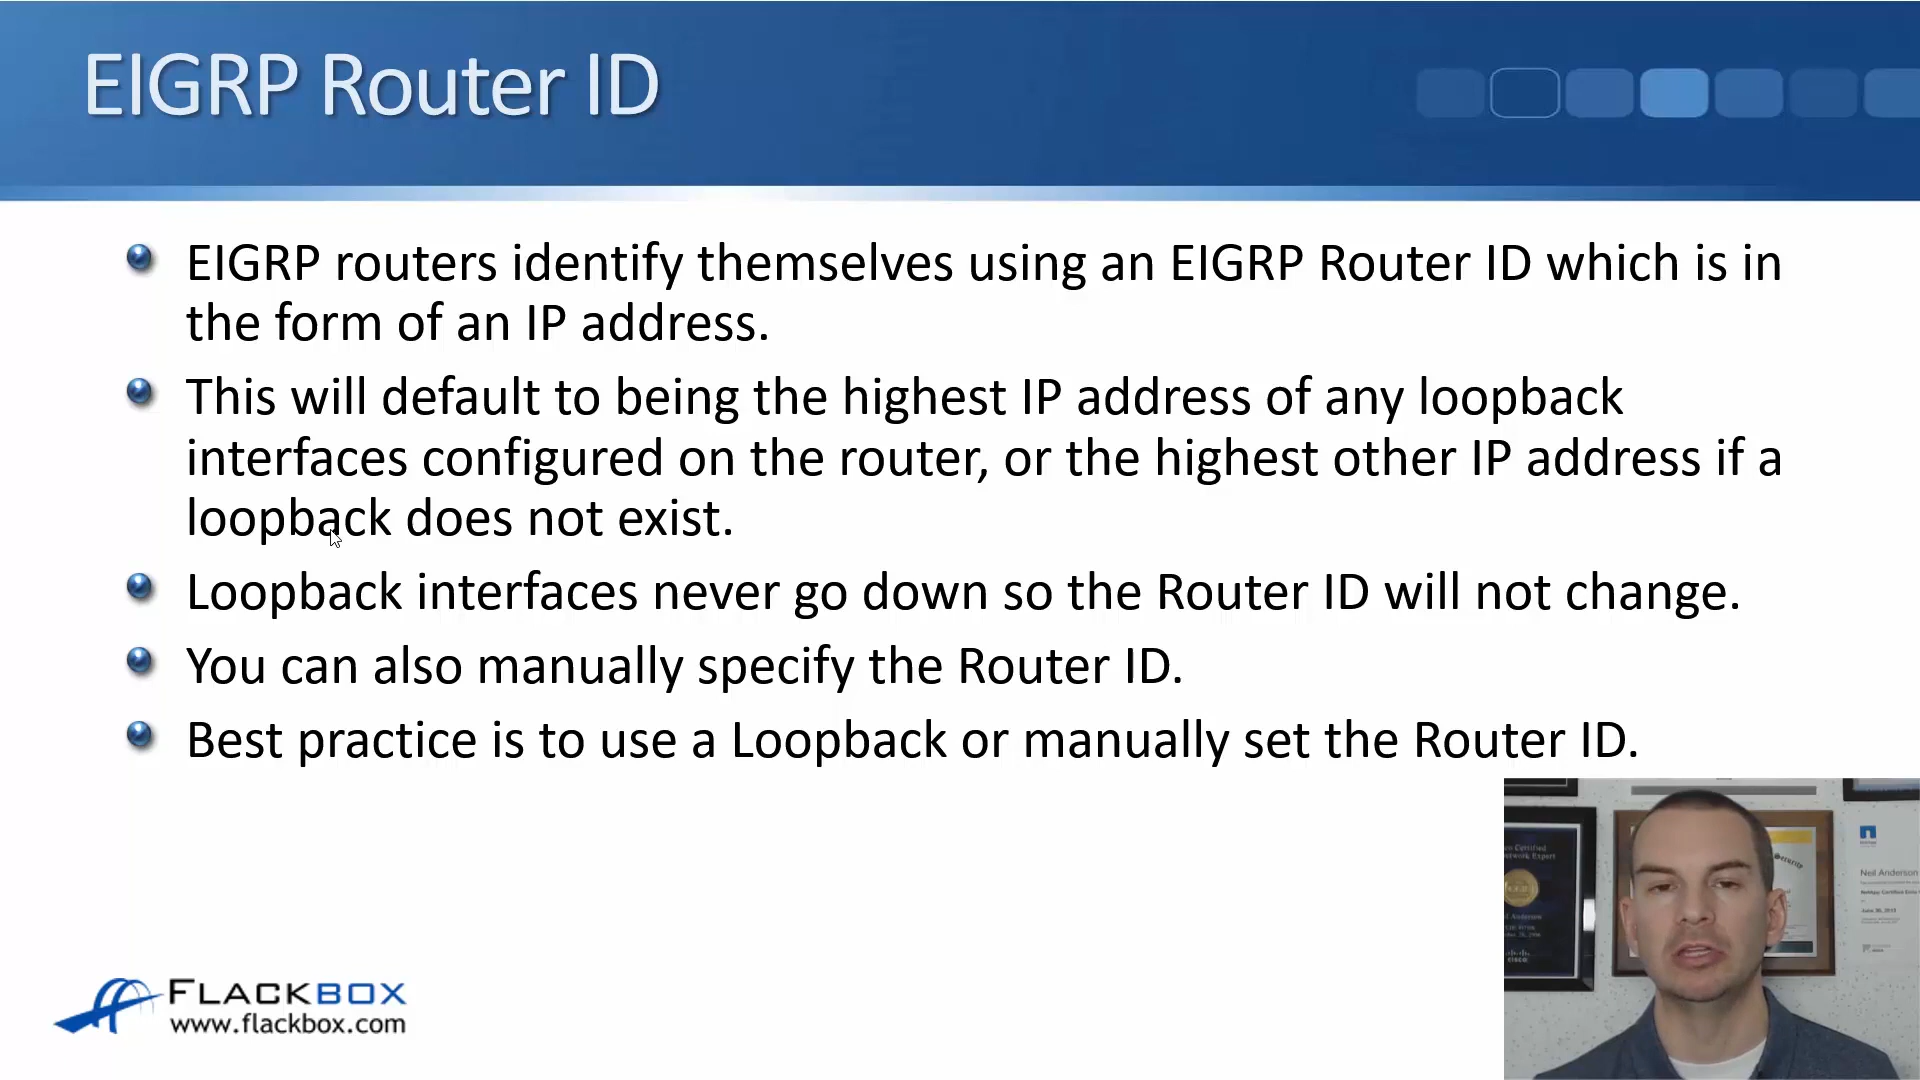 EIGRP Router ID
EIGRP routers identify themselves using an EIGRP Router ID which is in
the form of an IP address.
This will default to being the highest IP address of any loopback
interfaces configured on the router, or the highest other IP address if a
loopback does not exist.
Loopback interfaces never go down so the Router ID will not change.
You can also manually specify the Router ID.
Best practice is to use a Loopback or manually set the Router ID.
Neil Anderson
FLACKBOX
www.flackbox.com